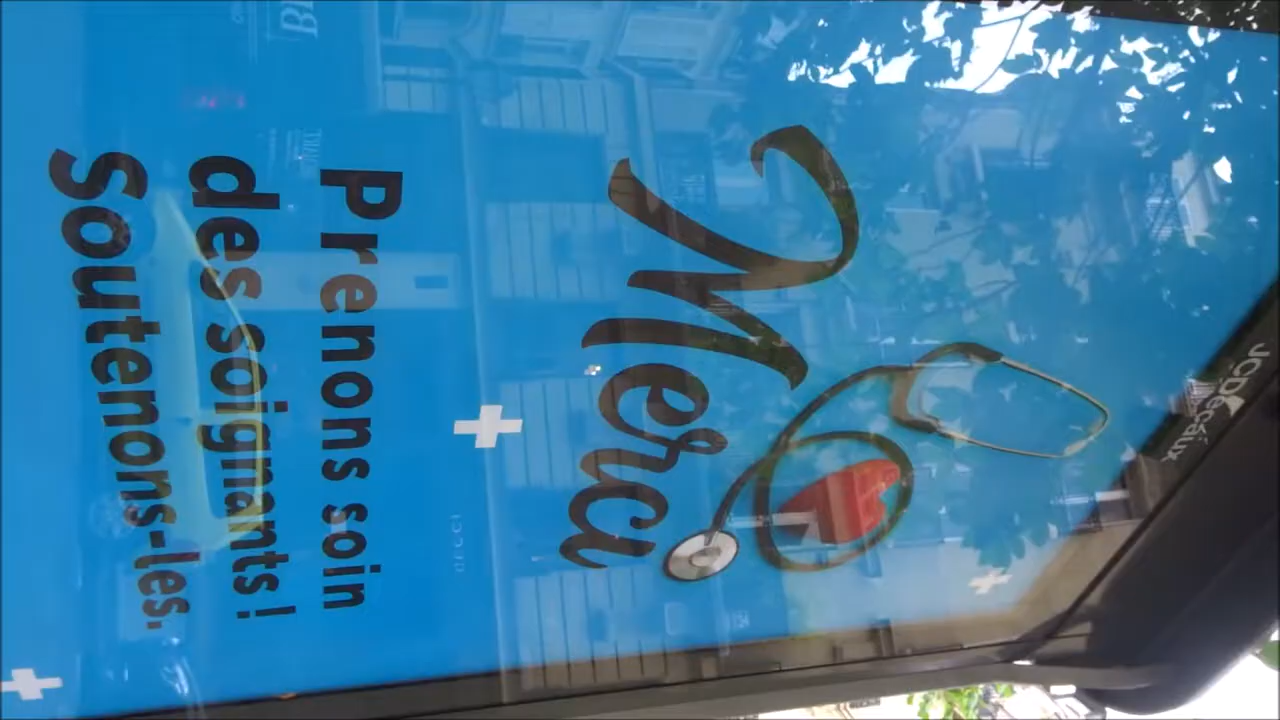 JCDecaux
Merci
Prenons soin
des soignants !
Soutenons-les.